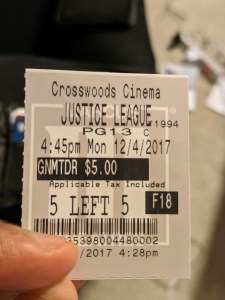 Crosswoods Cinema
JUSTICE LEAGUE
1994
PG13 C
4:45pm Mon 12/4/2017
GNMTDR $5.00
Applicable Tax Included
5 LEFT 5 F18
35398004480002
/2017 4:28pm